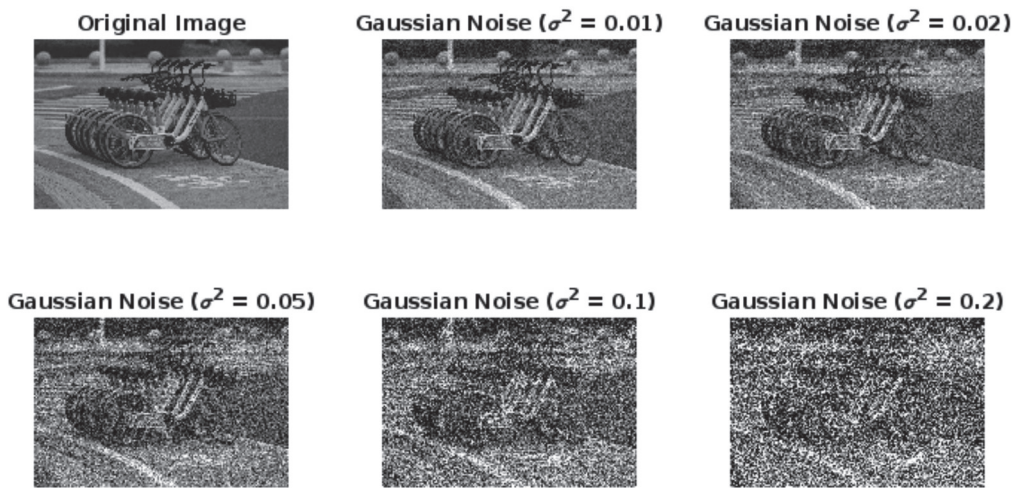 Original Image
Gaussian Noise (σ² = 0.01)
Gaussian Noise (σ² = 0.02)
Gaussian Noise (σ² = 0.05)
Gaussian Noise (σ² = 0.1)
Gaussian Noise (σ² = 0.2)